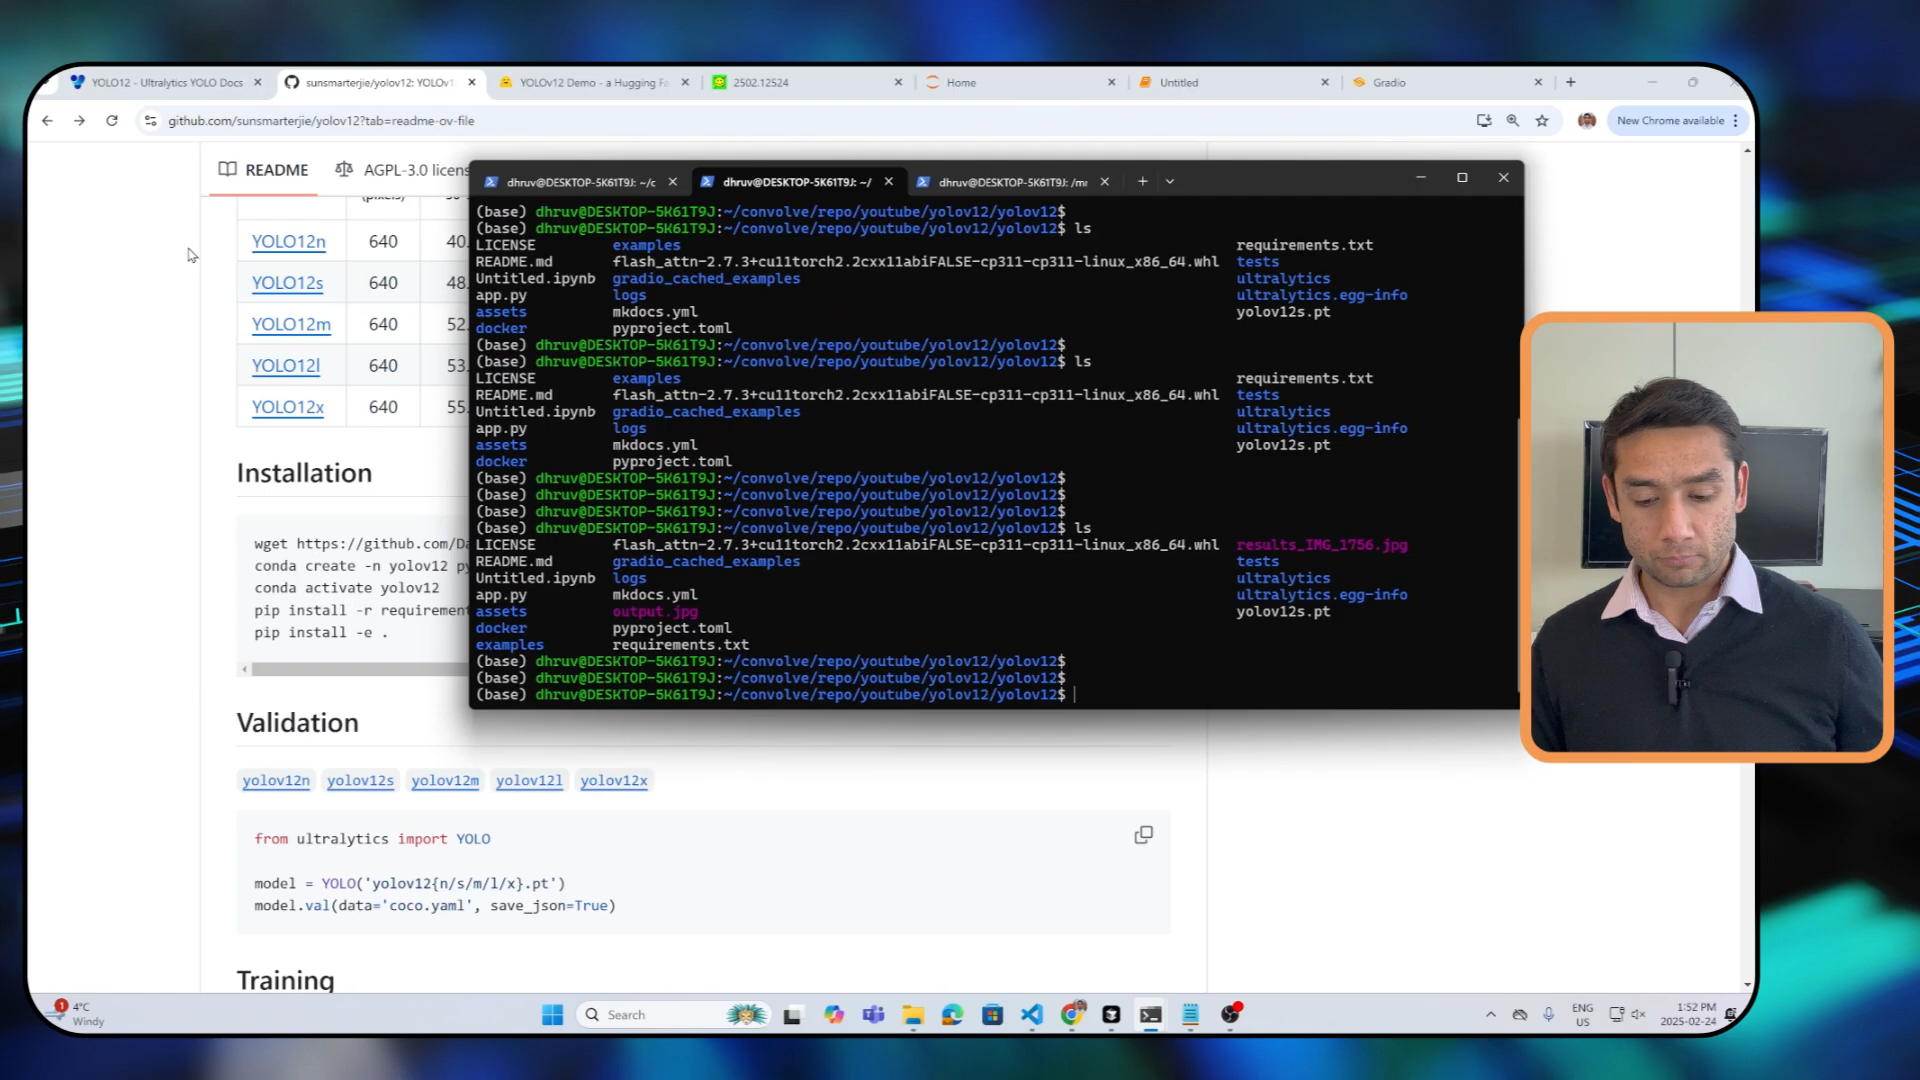 YOLO12 - Ultralytics YOLO Docs
sunsmarterjie/yolov12: YOLOv1
YOLOv12 Demo - a Hugging Fa
2502.12524
Home
Untitled
Gradio
github.com/sunsmarterjie/yolov12?tab=readme-ov-file
New Chrome available
README
AGPL-3.0 licens
(pixels)
YOLO12n 640 40.
YOLO12s 640 48.
YOLO12m 640 52.
YOLO12l 640 53.
YOLO12x 640 55.
Installation
wget https://github.com/Da
conda create -n yolov12 py
conda activate yolov12
pip install -r requirement
pip install -e .
Validation
yolov12n yolov12s yolov12m yolov12l yolov12x
from ultralytics import YOLO
model = YOLO('yolov12{n/s/m/l/x}.pt')
model.val(data='coco.yaml', save_json=True)
Training
dhruv@DESKTOP-5K61T9J: ~/c
dhruv@DESKTOP-5K61T9J: ~/
dhruv@DESKTOP-5K61T9J: /m
(base) dhruv@DESKTOP-5K61T9J:~/convolve/repo/youtube/yolov12/yolov12$
(base) dhruv@DESKTOP-5K61T9J:~/convolve/repo/youtube/yolov12/yolov12$ ls
LICENSE examples requirements.txt
README.md flash_attn-2.7.3+cu11torch2.2cxx11abiFALSE-cp311-cp311-linux_x86_64.whl tests
Untitled.ipynb gradio_cached_examples ultralytics
app.py logs ultralytics.egg-info
assets mkdocs.yml yolov12s.pt
docker pyproject.toml
(base) dhruv@DESKTOP-5K61T9J:~/convolve/repo/youtube/yolov12/yolov12$
(base) dhruv@DESKTOP-5K61T9J:~/convolve/repo/youtube/yolov12/yolov12$ ls
LICENSE examples requirements.txt
README.md flash_attn-2.7.3+cu11torch2.2cxx11abiFALSE-cp311-cp311-linux_x86_64.whl tests
Untitled.ipynb gradio_cached_examples ultralytics
app.py logs ultralytics.egg-info
assets mkdocs.yml yolov12s.pt
docker pyproject.toml
(base) dhruv@DESKTOP-5K61T9J:~/convolve/repo/youtube/yolov12/yolov12$
(base) dhruv@DESKTOP-5K61T9J:~/convolve/repo/youtube/yolov12/yolov12$
(base) dhruv@DESKTOP-5K61T9J:~/convolve/repo/youtube/yolov12/yolov12$
(base) dhruv@DESKTOP-5K61T9J:~/convolve/repo/youtube/yolov12/yolov12$ ls
LICENSE flash_attn-2.7.3+cu11torch2.2cxx11abiFALSE-cp311-cp311-linux_x86_64.whl results_IMG_1756.jpg
README.md gradio_cached_examples tests
Untitled.ipynb logs ultralytics
app.py mkdocs.yml ultralytics.egg-info
assets output.jpg yolov12s.pt
docker pyproject.toml
examples requirements.txt
(base) dhruv@DESKTOP-5K61T9J:~/convolve/repo/youtube/yolov12/yolov12$
(base) dhruv@DESKTOP-5K61T9J:~/convolve/repo/youtube/yolov12/yolov12$
(base) dhruv@DESKTOP-5K61T9J:~/convolve/repo/youtube/yolov12/yolov12$
1
4°C
Windy
Search
ENG
US
1:52 PM
2025-02-24